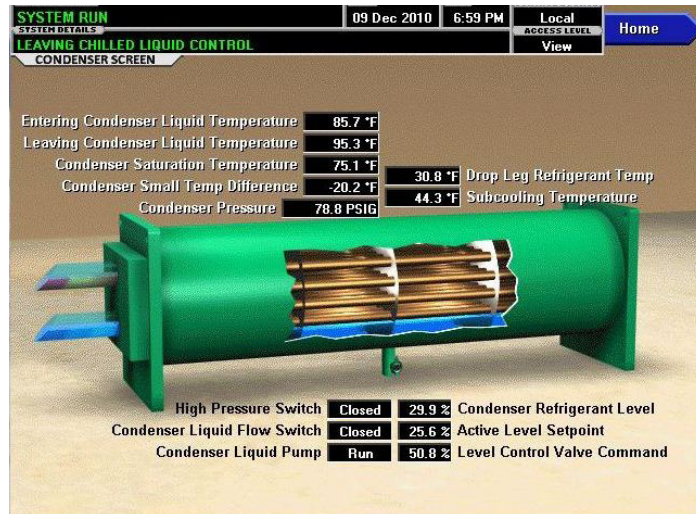 SYSTEM RUN
09 Dec 2010
6:59 PM
Local
SYSTEM DETAILS
ACCESS LEVEL
Home
LEAVING CHILLED LIQUID CONTROL
View
CONDENSER SCREEN
Entering Condenser Liquid Temperature 85.7 °F
Leaving Condenser Liquid Temperature 95.3 °F
Condenser Saturation Temperature 75.1 °F
30.8 °F Drop Leg Refrigerant Temp
Condenser Small Temp Difference -20.2 °F
44.3 °F Subcooling Temperature
Condenser Pressure 78.8 PSIG
High Pressure Switch Closed 29.9 % Condenser Refrigerant Level
Condenser Liquid Flow Switch Closed 25.6 % Active Level Setpoint
Condenser Liquid Pump Run 50.8 % Level Control Valve Command